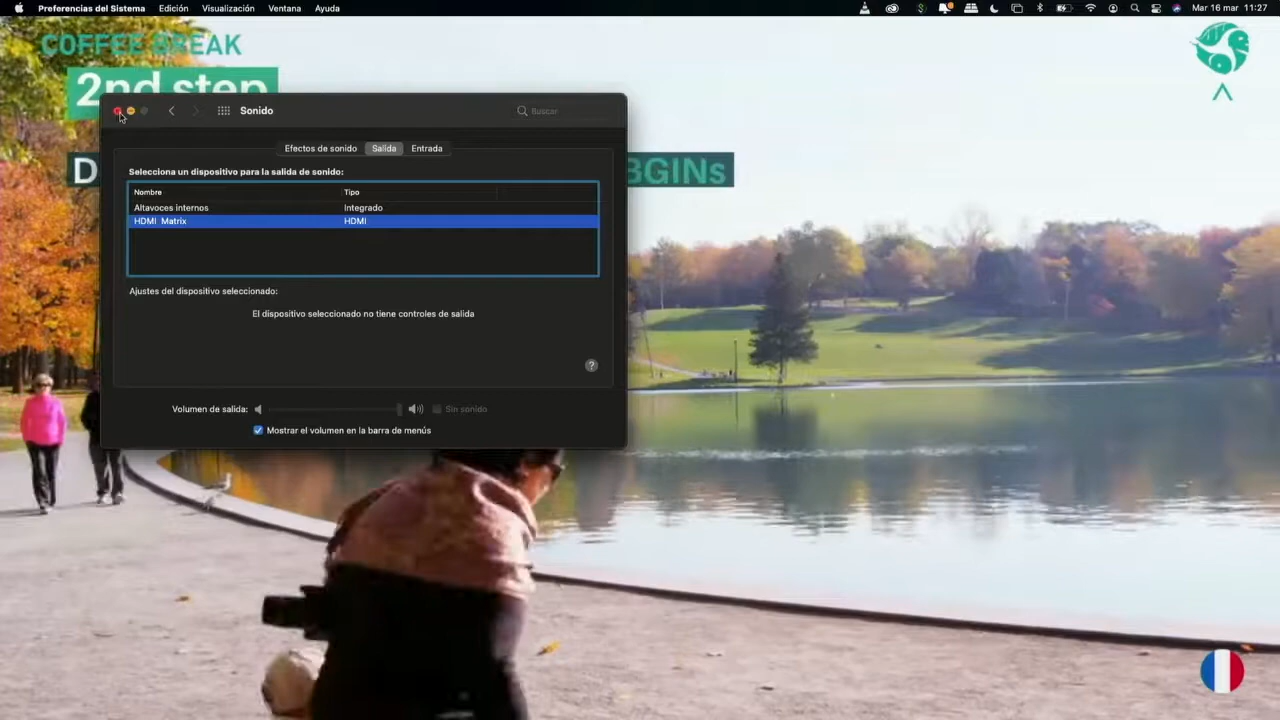 Preferencias del Sistema Edición Visualización Ventana Ayuda Mar 16 mar 11:27
COFFEE BREAK
2nd step
Sonido
Buscar
Efectos de sonido Salida Entrada
D
BGINs
Selecciona un dispositivo para la salida de sonido:
Nombre Tipo
Altavoces internos Integrado
HDMI Matrix HDMI
Ajustes del dispositivo seleccionado:
El dispositivo seleccionado no tiene controles de salida
?
Volumen de salida: Sin sonido
Mostrar el volumen en la barra de menús